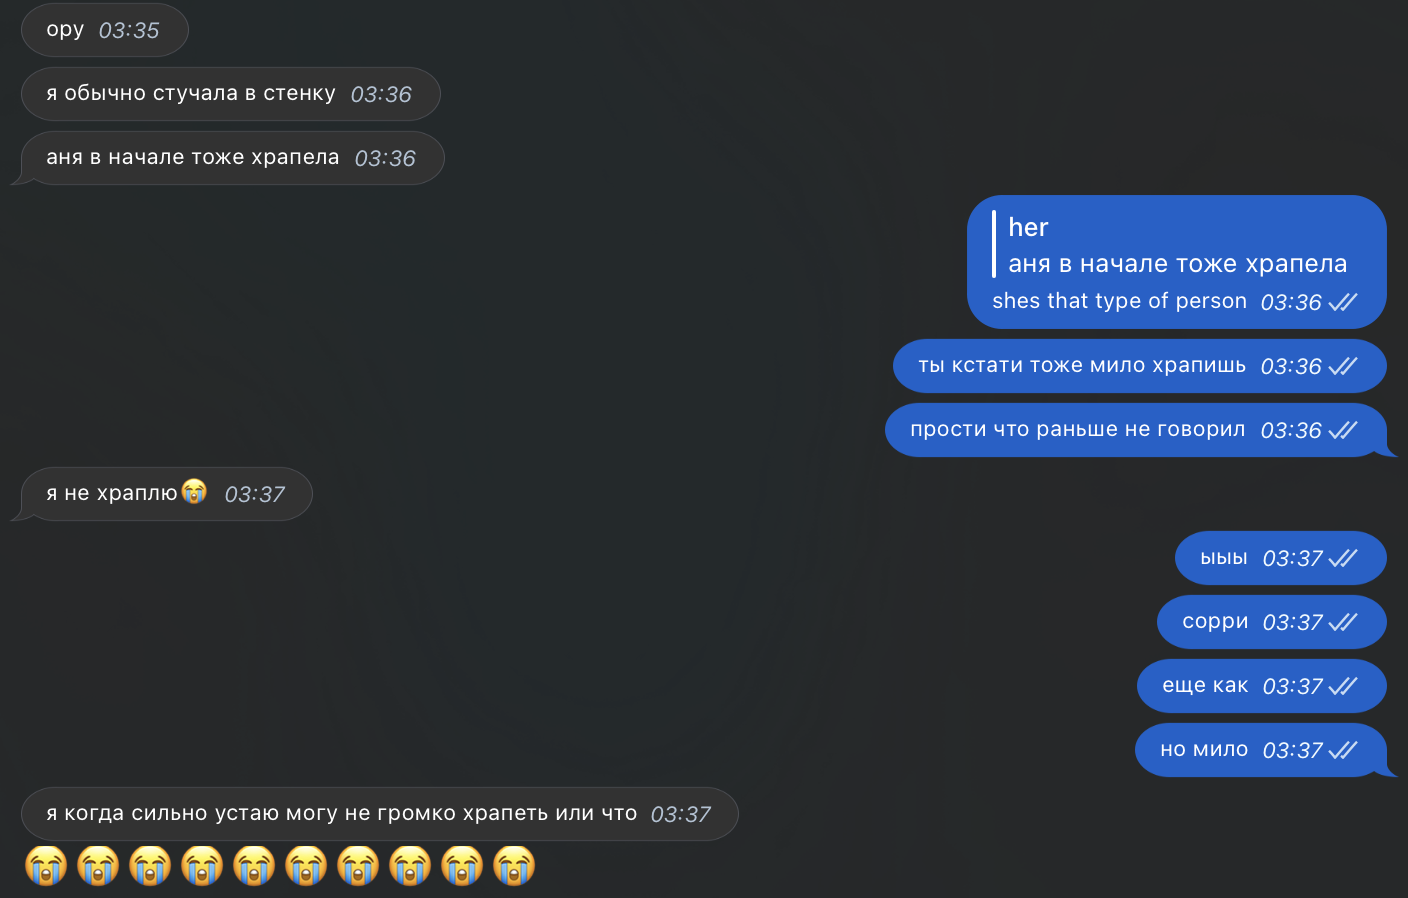 ору 03:35
я обычно стучала в стенку 03:36
аня в начале тоже храпела 03:36
her
аня в начале тоже храпела
shes that type of person 03:36
ты кстати тоже мило храпишь 03:36
прости что раньше не говорил 03:36
я не храплю😭 03:37
ыыы 03:37
сорри 03:37
еще как 03:37
но мило 03:37
я когда сильно устаю могу не громко храпеть или что 03:37
😭😭😭😭😭😭😭😭😭😭